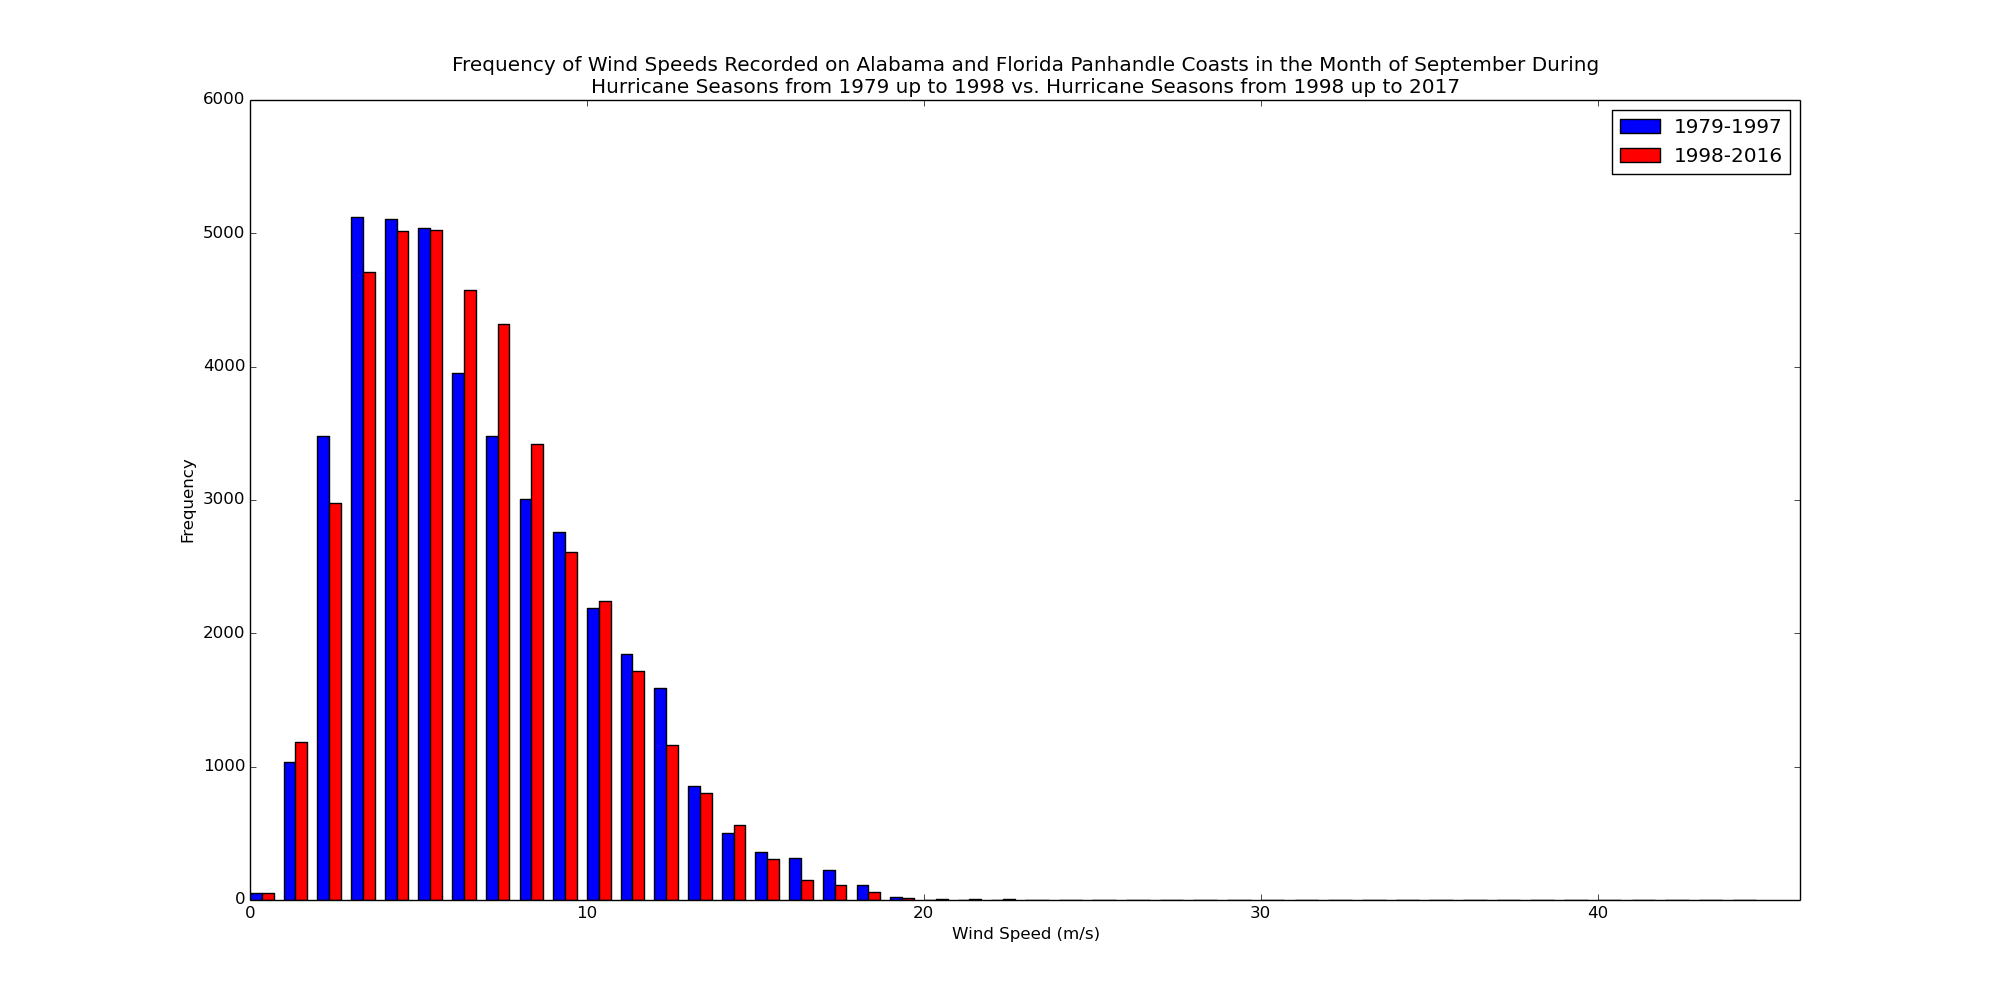 Frequency of Wind Speeds Recorded on Alabama and Florida Panhandle Coasts in the Month of September During
Hurricane Seasons from 1979 up to 1998 vs. Hurricane Seasons from 1998 up to 2017
6000
5000
4000
3000
2000
1000
0
Frequency
1979-1997
1998-2016
0 10 20 30 40
Wind Speed (m/s)